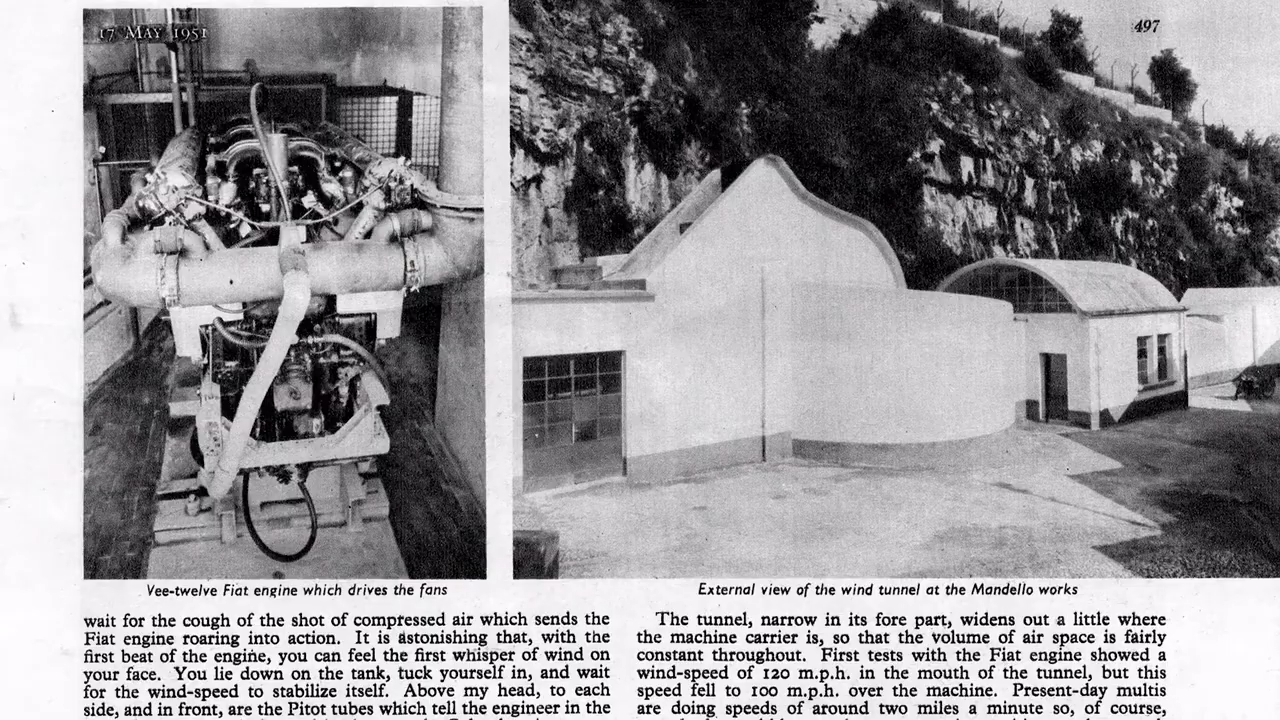 17 MAY 1951
497
Vee-twelve Fiat engine which drives the fans
External view of the wind tunnel at the Mandello works
wait for the cough of the shot of compressed air which sends the
Fiat engine roaring into action. It is astonishing that, with the
first beat of the engine, you can feel the first whisper of wind on
your face. You lie down on the tank, tuck yourself in, and wait
for the wind-speed to stabilize itself. Above my head, to each
side, and in front, are the Pitot tubes which tell the engineer in the
The tunnel, narrow in its fore part, widens out a little where
the machine carrier is, so that the volume of air space is fairly
constant throughout. First tests with the Fiat engine showed a
wind-speed of 120 m.p.h. in the mouth of the tunnel, but this
speed fell to 100 m.p.h. over the machine. Present-day multis
are doing speeds of around two miles a minute so, of course,